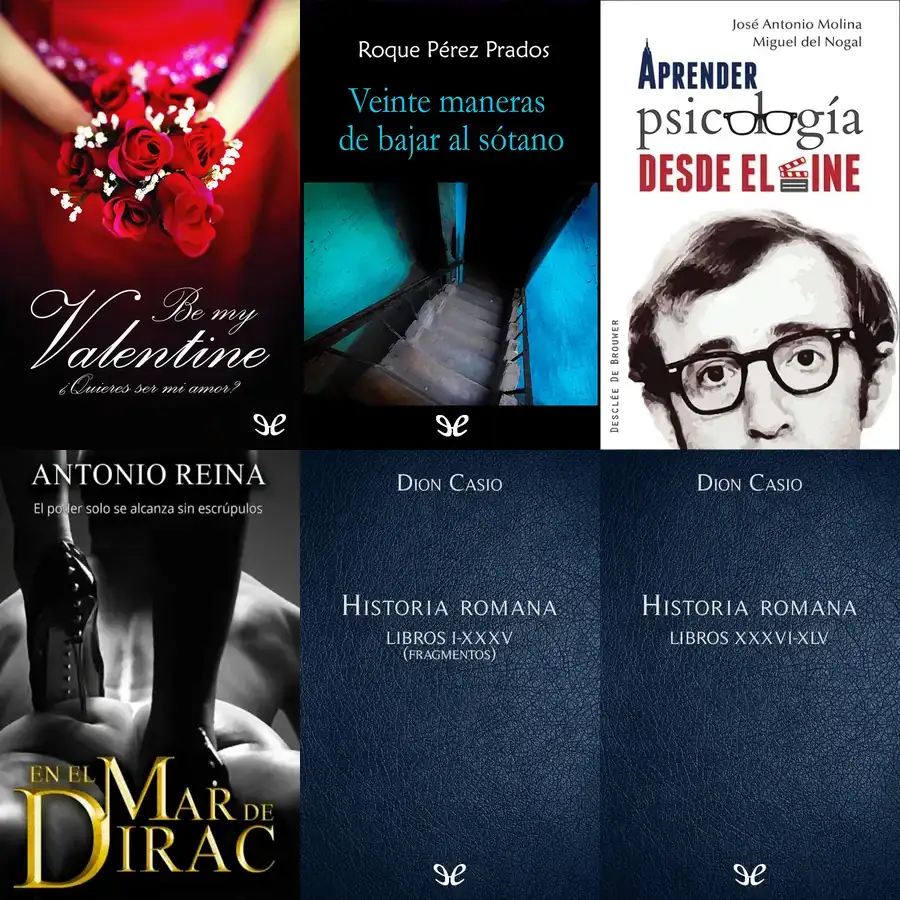 Be my
Valentine
¿Quieres ser mi amor?
Roque Pérez Prados
Veinte maneras
de bajar al sótano
José Antonio Molina
Miguel del Nogal
APRENDER
psicología
DESDE EL CINE
DESCLÉE DE BROUWER
ANTONIO REINA
El poder solo se alcanza sin escrúpulos
EN EL
MAR DE
DIRAC
DION CASIO
HISTORIA ROMANA
LIBROS I-XXXV
(FRAGMENTOS)
DION CASIO
HISTORIA ROMANA
LIBROS XXXVI-XLV